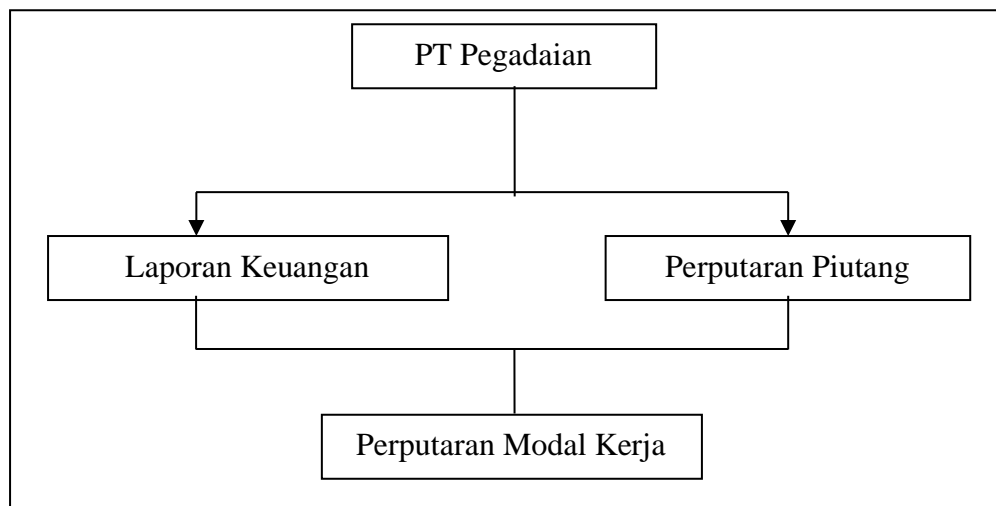 PT Pegadaian
Laporan Keuangan
Perputaran Piutang
Perputaran Modal Kerja